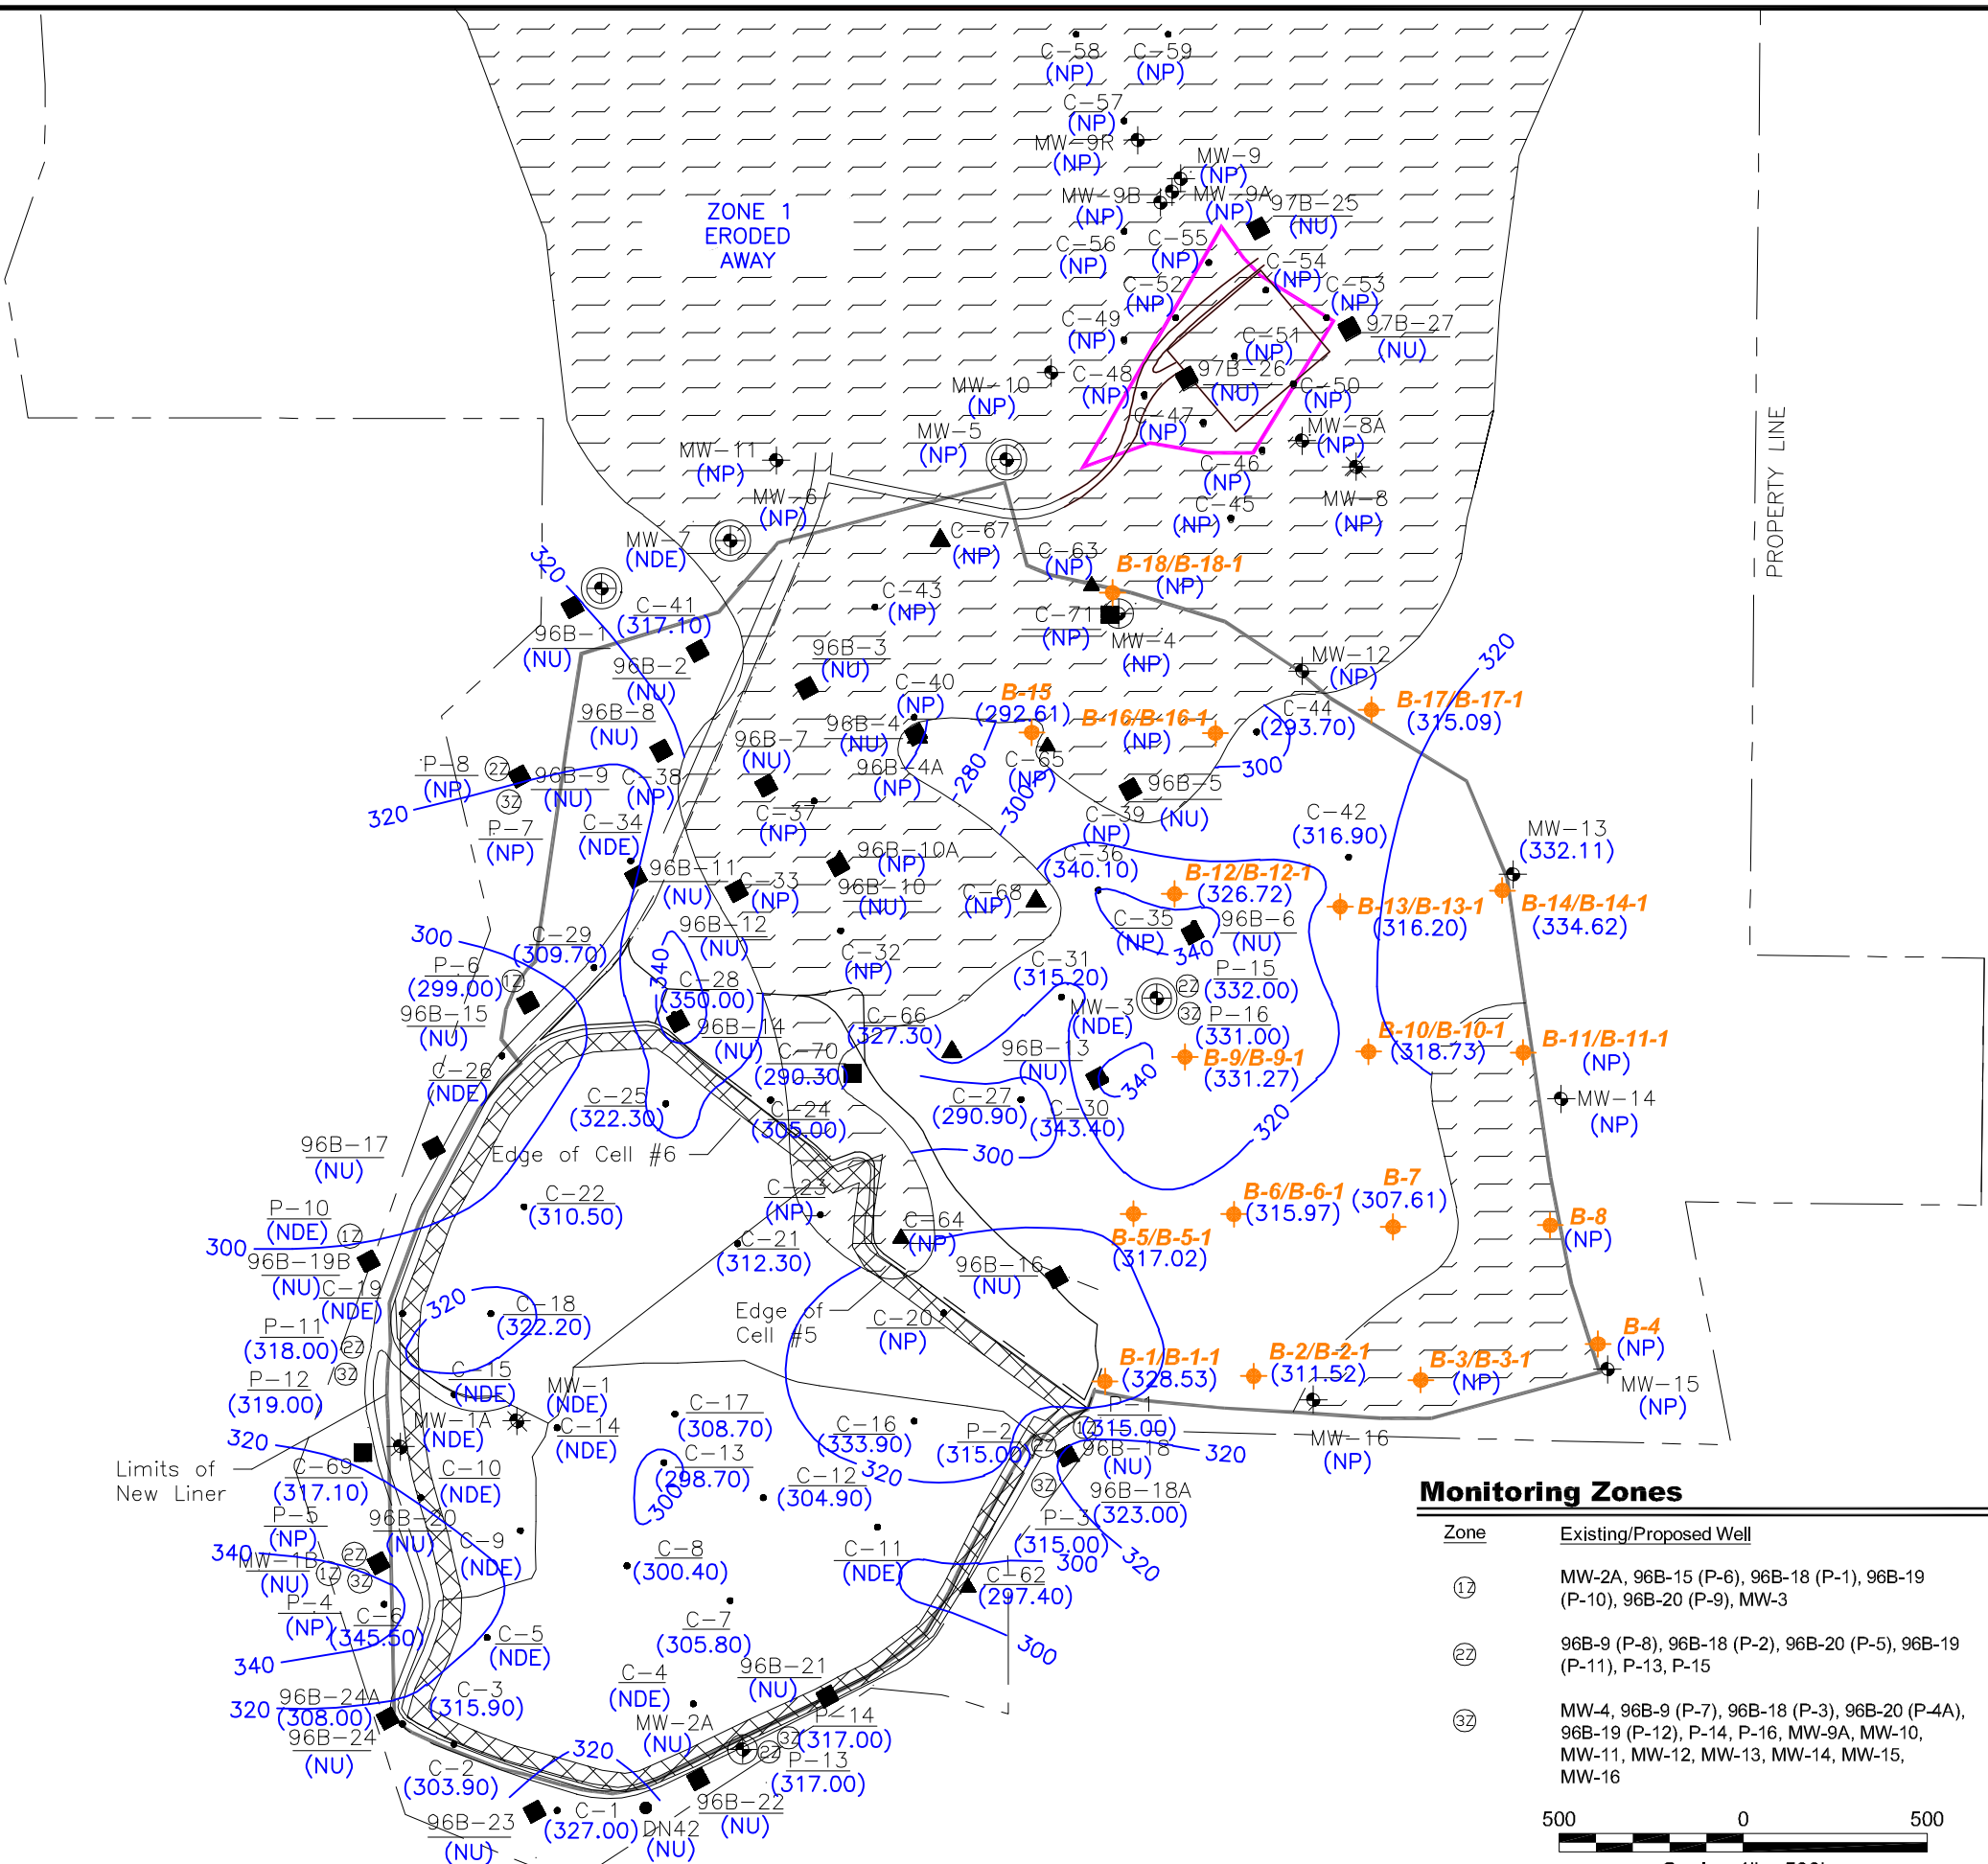 C-58
(NP)
C-59
(NP)
C-57
(NP)
MW-9R
(NP)
MW-9
(NP)
MW-9B
(NP)
MW-9A
(NP)
97B-25
(NU)
ZONE 1
ERODED
AWAY
C-56
(NP)
C-55
(NP)
C-54
(NP)
C-52
(NP)
C-53
(NP)
C-49
(NP)
97B-27
(NU)
C-51
(NP)
MW-10
(NP)
C-48
(NP)
97B-26
(NU)
C-50
(NP)
C-47
(NP)
MW-8A
(NP)
PROPERTY LINE
MW-5
(NP)
MW-11
(NP)
C-46
(NP)
MW-8
(NP)
MW-6
(NP)
C-45
(NP)
MW-7
(NDE)
C-67
(NP)
C-63
(NP)
B-18/B-18-1
(NP)
320
C-41
(317.10)
C-43
(NP)
C-71
(NP)
MW-4
(NP)
96B-1
(NU)
96B-2
(NU)
96B-3
(NU)
MW-12
(NP)
320
C-40
(NP)
B-15
(292.61)
B-17/B-17-1
(315.09)
96B-8
(NU)
96B-7
(NU)
96B-4
(NU)
B-16/B-16-1
(NP)
C-44
(293.70)
P-8
(NP)
2Z
96B-9
(NU)
C-38
(NP)
96B-4A
(NP)
280
C-65
(NP)
300
96B-5
(NU)
3Z
320
P-7
(NP)
C-34
(NDE)
C-37
(NP)
300
C-39
(NP)
C-42
(316.90)
MW-13
(332.11)
96B-11
(NU)
C-33
(NP)
96B-10A
(NP)
96B-10
(NU)
C-36
(340.10)
C-68
(NP)
B-12/B-12-1
(326.72)
B-13/B-13-1
(316.20)
B-14/B-14-1
(334.62)
300
C-29
(309.70)
96B-12
(NU)
C-32
(NP)
C-35
(NP)
340
96B-6
(NU)
P-6
(299.00)
1Z
340
C-28
(350.00)
C-31
(315.20)
MW-3
(NDE)
2Z
P-15
(332.00)
3Z
P-16
(331.00)
96B-15
(NU)
96B-14
(NU)
C-66
(327.30)
C-70
(290.30)
96B-13
(NU)
B-9/B-9-1
(331.27)
B-10/B-10-1
(318.73)
B-11/B-11-1
(NP)
C-26
(NDE)
C-25
(322.30)
C-24
(305.00)
C-27
(290.90)
340
C-30
(343.40)
320
MW-14
(NP)
96B-17
(NU)
Edge of Cell #6
300
P-10
(NDE)
1Z
C-22
(310.50)
C-23
(NP)
B-6/B-6-1
(315.97)
B-7
(307.61)
B-8
(NP)
B-5/B-5-1
(317.02)
300
96B-19B
(NU)
C-21
(312.30)
C-64
(NP)
96B-16
(NU)
C-19
(NDE)
320
C-18
(322.20)
Edge of
Cell #5
C-20
(NP)
P-11
(318.00)
2Z
B-4
(NP)
P-12
(319.00)
3Z
C-15
(NDE)
MW-1
(NDE)
B-1/B-1-1
(328.53)
B-2/B-2-1
(311.52)
B-3/B-3-1
(NP)
MW-15
(NP)
320
MW-1A
(NDE)
C-14
(NDE)
C-17
(308.70)
C-16
(333.90)
P-2
(315.00)
2Z
P-1
(315.00)
1Z
MW-16
(NP)
Limits of
New Liner
C-69
(317.10)
C-10
(NDE)
C-13
(298.70)
300
C-12
(304.90)
320
96B-18
(NU)
320
3Z
96B-18A
(323.00)
P-5
(NP)
96B-20
(NU)
C-9
(NDE)
P-3
(315.00)
Monitoring Zones
340
MW-1B
(NU)
2Z
1Z
3Z
C-8
(300.40)
C-11
(NDE)
300
320
C-62
(297.40)
P-4
(NP)
C-6
(345.50)
C-7
(305.80)
300
Zone
Existing/Proposed Well
1Z
MW-2A, 96B-15 (P-6), 96B-18 (P-1), 96B-19
(P-10), 96B-20 (P-9), MW-3
2Z
96B-9 (P-8), 96B-18 (P-2), 96B-20 (P-5), 96B-19
(P-11), P-13, P-15
3Z
MW-4, 96B-9 (P-7), 96B-18 (P-3), 96B-20 (P-4A),
96B-19 (P-12), P-14, P-16, MW-9A, MW-10,
MW-11, MW-12, MW-13, MW-14, MW-15,
MW-16
340
C-5
(NDE)
C-4
(NDE)
96B-21
(NU)
320
96B-24A
(308.00)
C-3
(315.90)
96B-24
(NU)
MW-2A
(NU)
3Z
2Z
P-14
(317.00)
P-13
(317.00)
320
C-2
(303.90)
96B-23
(NU)
C-1
(327.00)
DN42
(NU)
96B-22
(NU)
500
0
500